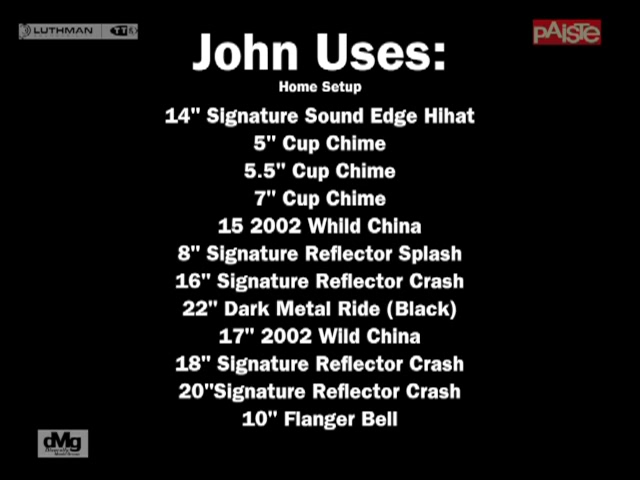 LUTHMAN
PAiSTe
John Uses:
Home Setup
14" Signature Sound Edge Hihat
5" Cup Chime
5.5" Cup Chime
7" Cup Chime
15 2002 Whild China
8" Signature Reflector Splash
16" Signature Reflector Crash
22" Dark Metal Ride (Black)
17" 2002 Wild China
18" Signature Reflector Crash
20"Signature Reflector Crash
10" Flanger Bell
dMg